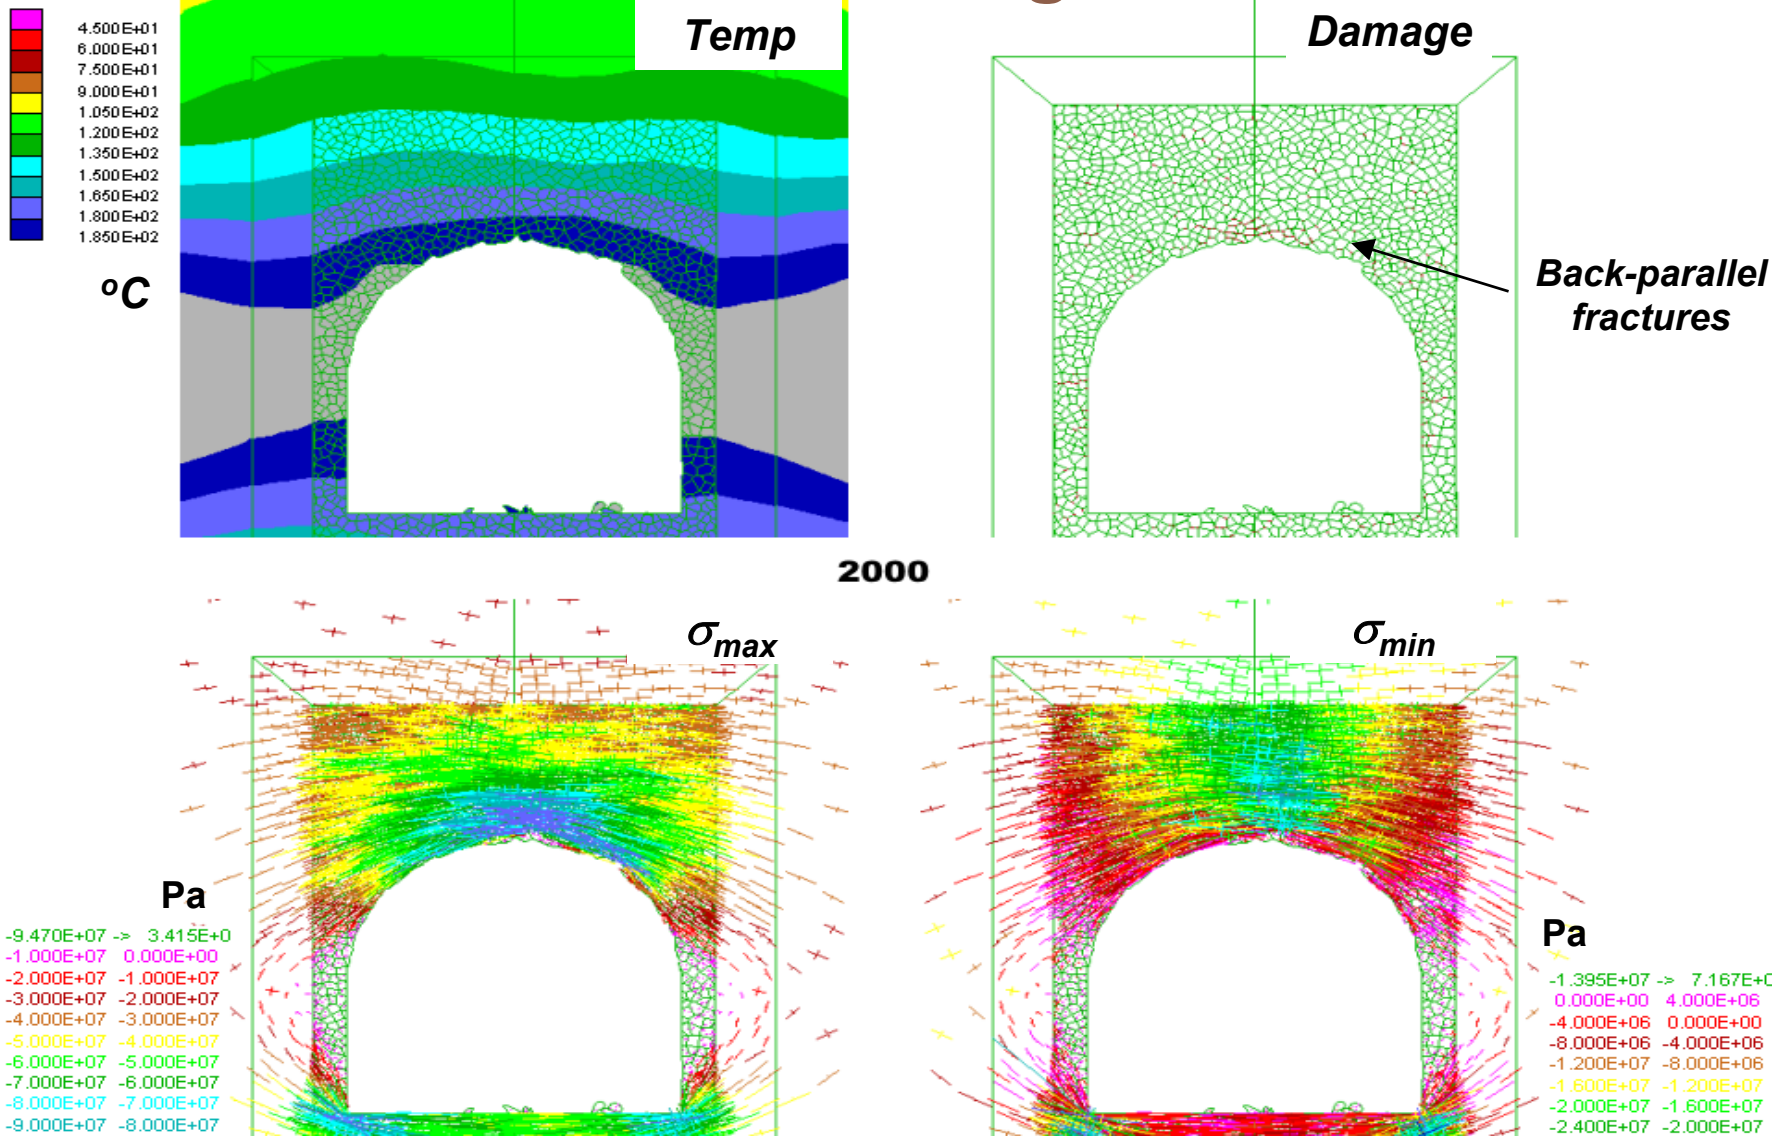 Temp
Damage
4.500E+01
6.000E+01
7.500E+01
9.000E+01
1.050E+02
1.200E+02
1.350E+02
1.500E+02
1.650E+02
1.800E+02
1.850E+02
oC
Back-parallel
fractures
2000
σmax
σmin
Pa
-9.470E+07 -> 3.415E+0
-1.000E+07 0.000E+00
-2.000E+07 -1.000E+07
-3.000E+07 -2.000E+07
-4.000E+07 -3.000E+07
-5.000E+07 -4.000E+07
-6.000E+07 -5.000E+07
-7.000E+07 -6.000E+07
-8.000E+07 -7.000E+07
-9.000E+07 -8.000E+07
Pa
-1.395E+07 -> 7.167E+0
0.000E+00 4.000E+06
-4.000E+06 0.000E+00
-8.000E+06 -4.000E+06
-1.200E+07 -8.000E+06
-1.600E+07 -1.200E+07
-2.000E+07 -1.600E+07
-2.400E+07 -2.000E+07